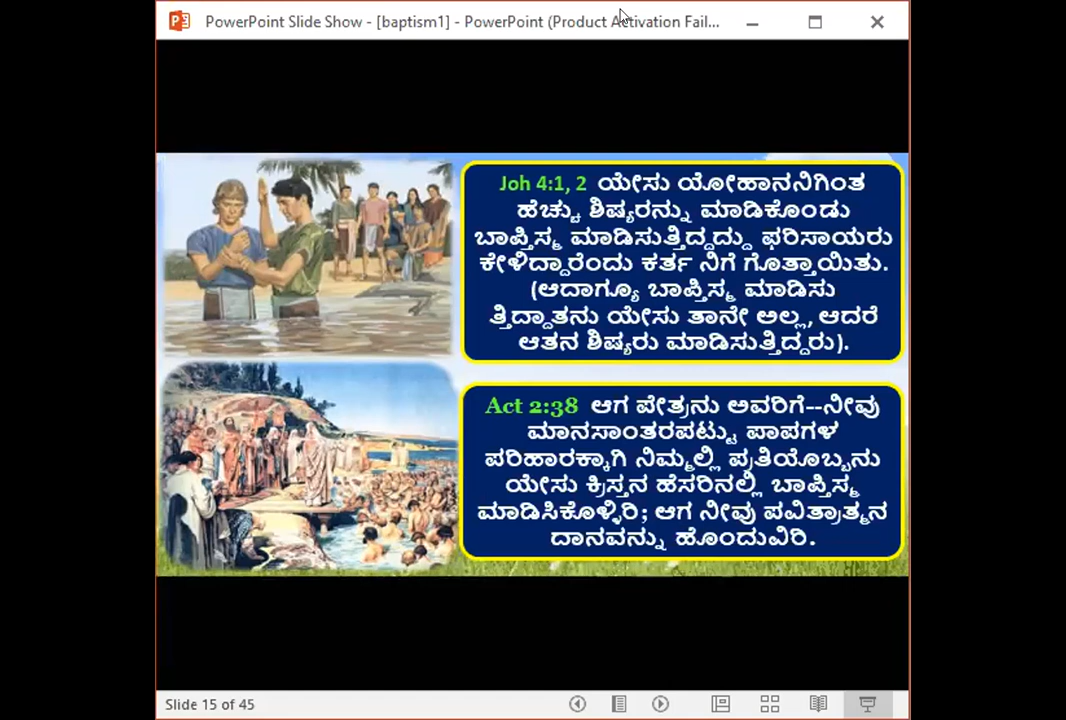 PowerPoint Slide Show - [baptism1] - PowerPoint (Product Activation Fail...
Joh 4:1, 2 ಯೇಸು ಯೋಹಾನನಿಗಿಂತ
ಹೆಚ್ಚು ಶಿಷ್ಯರನ್ನು ಮಾಡಿಕೊಂಡು
ಬಾಪ್ತಿಸ್ಮ ಮಾಡಿಸುತ್ತಿದ್ದದ್ದು ಫರಿಸಾಯರು
ಕೇಳಿದ್ದಾರೆಂದು ಕರ್ತ ನಿಗೆ ಗೊತ್ತಾಯಿತು.
(ಆದಾಗ್ಯೂ ಬಾಪ್ತಿಸ್ಮ ಮಾಡಿಸು
ತ್ತಿದ್ದಾತನು ಯೇಸು ತಾನೇ ಅಲ್ಲ, ಆದರೆ
ಆತನ ಶಿಷ್ಯರು ಮಾಡಿಸುತ್ತಿದ್ದರು).
Act 2:38 ಆಗ ಪೇತ್ರನು ಅವರಿಗೆ--ನೀವು
ಮಾನಸಾಂತರಪಟ್ಟು ಪಾಪಗಳ
ಪರಿಹಾರಕ್ಕಾಗಿ ನಿಮ್ಮಲ್ಲಿ ಪ್ರತಿಯೊಬ್ಬನು
ಯೇಸು ಕ್ರಿಸ್ತನ ಹೆಸರಿನಲ್ಲಿ ಬಾಪ್ತಿಸ್ಮ
ಮಾಡಿಸಿಕೊಳ್ಳಿರಿ; ಆಗ ನೀವು ಪವಿತ್ರಾತ್ಮನ
ದಾನವನ್ನು ಹೊಂದುವಿರಿ.
Slide 15 of 45